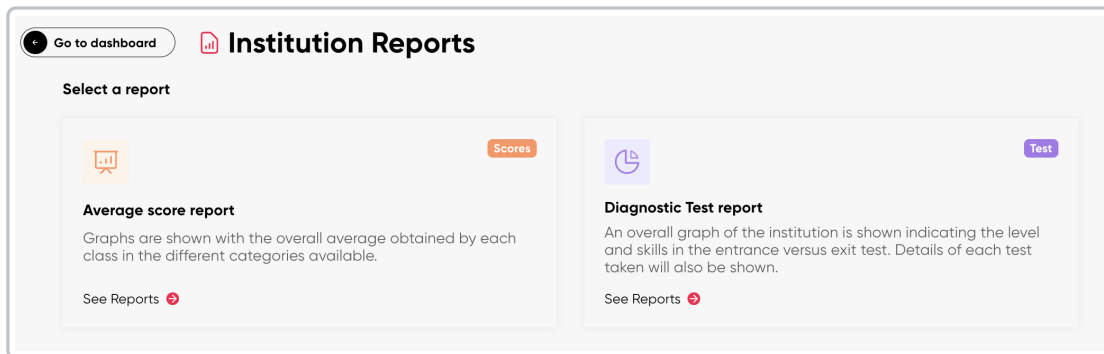 Go to dashboard
Institution Reports
Select a report
Scores
Average score report
Graphs are shown with the overall average obtained by each
class in the different categories available.
See Reports
Test
Diagnostic Test report
An overall graph of the institution is shown indicating the level
and skills in the entrance versus exit test. Details of each test
taken will also be shown.
See Reports